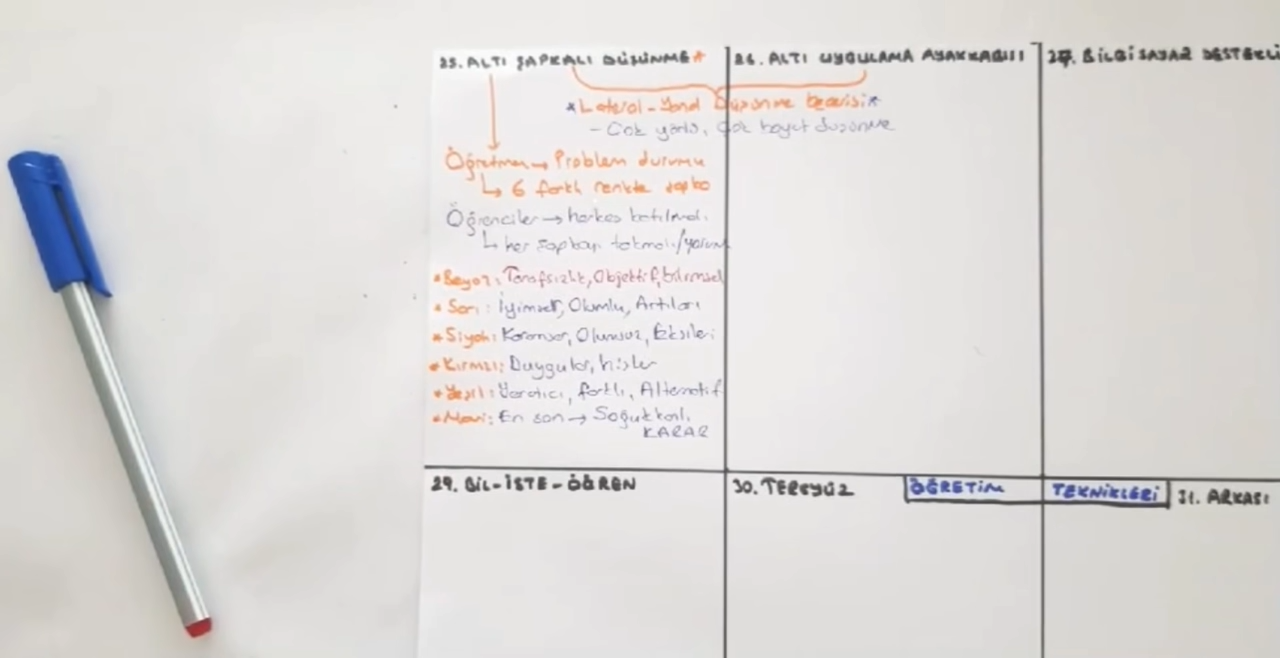 25. ALTI ŞAPKALI DÜŞÜNME*
26. ALTI UYGULAMA AYAKKABISI
27. BİLGİSAYAR DESTEKLİ
*Lateral-Yanal Düşünme becerisi*
- Çok yönlü, çok boyut düşünme
Öğretmen → Problem durumu
↳ 6 farklı renkte şapka
Öğrenciler → herkes katılmalı.
↳ her şapkayı takmalı/yorum
*Beyaz: Tarafsızlık, Objektif, bilimsel
*Sarı: İyimser, Olumlu, Artıları
*Siyah: Karamsar, Olumsuz, Eksileri
*Kırmızı: Duygular, hisler
*Yeşil: Yaratıcı, farklı, Alternatif
*Mavi: En son → Soğukkanlı
KARAR
29. BİL-İSTE-ÖĞREN
30. TEREYÜZ
ÖĞRETİM TEKNİKLERİ
31. ARKASI